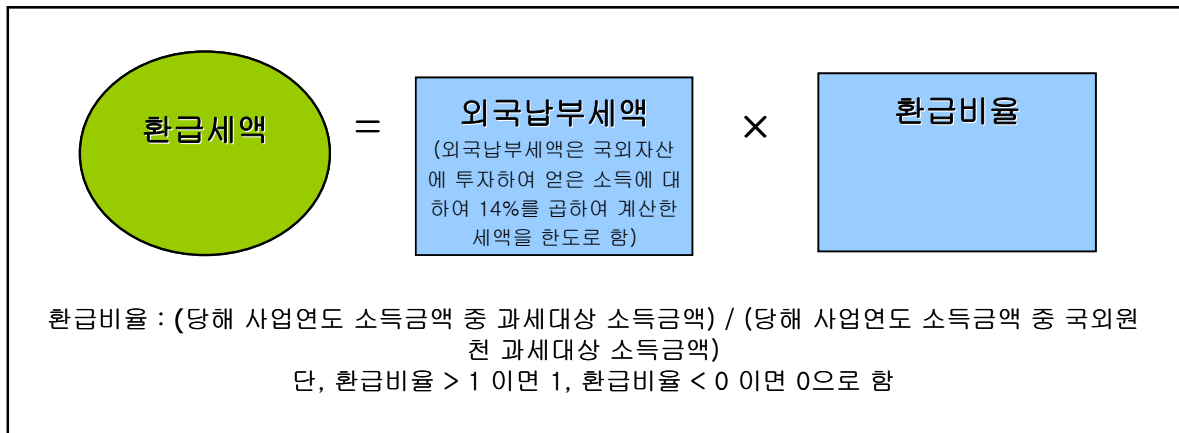 환급세액
=
외국납부세액
(외국납부세액은 국외자산
에 투자하여 얻은 소득에 대
하여 14%를 곱하여 계산한
세액을 한도로 함)
×
환급비율
환급비율 : (당해 사업연도 소득금액 중 과세대상 소득금액) / (당해 사업연도 소득금액 중 국외원
천 과세대상 소득금액)
단, 환급비율 > 1 이면 1, 환급비율 < 0 이면 0으로 함